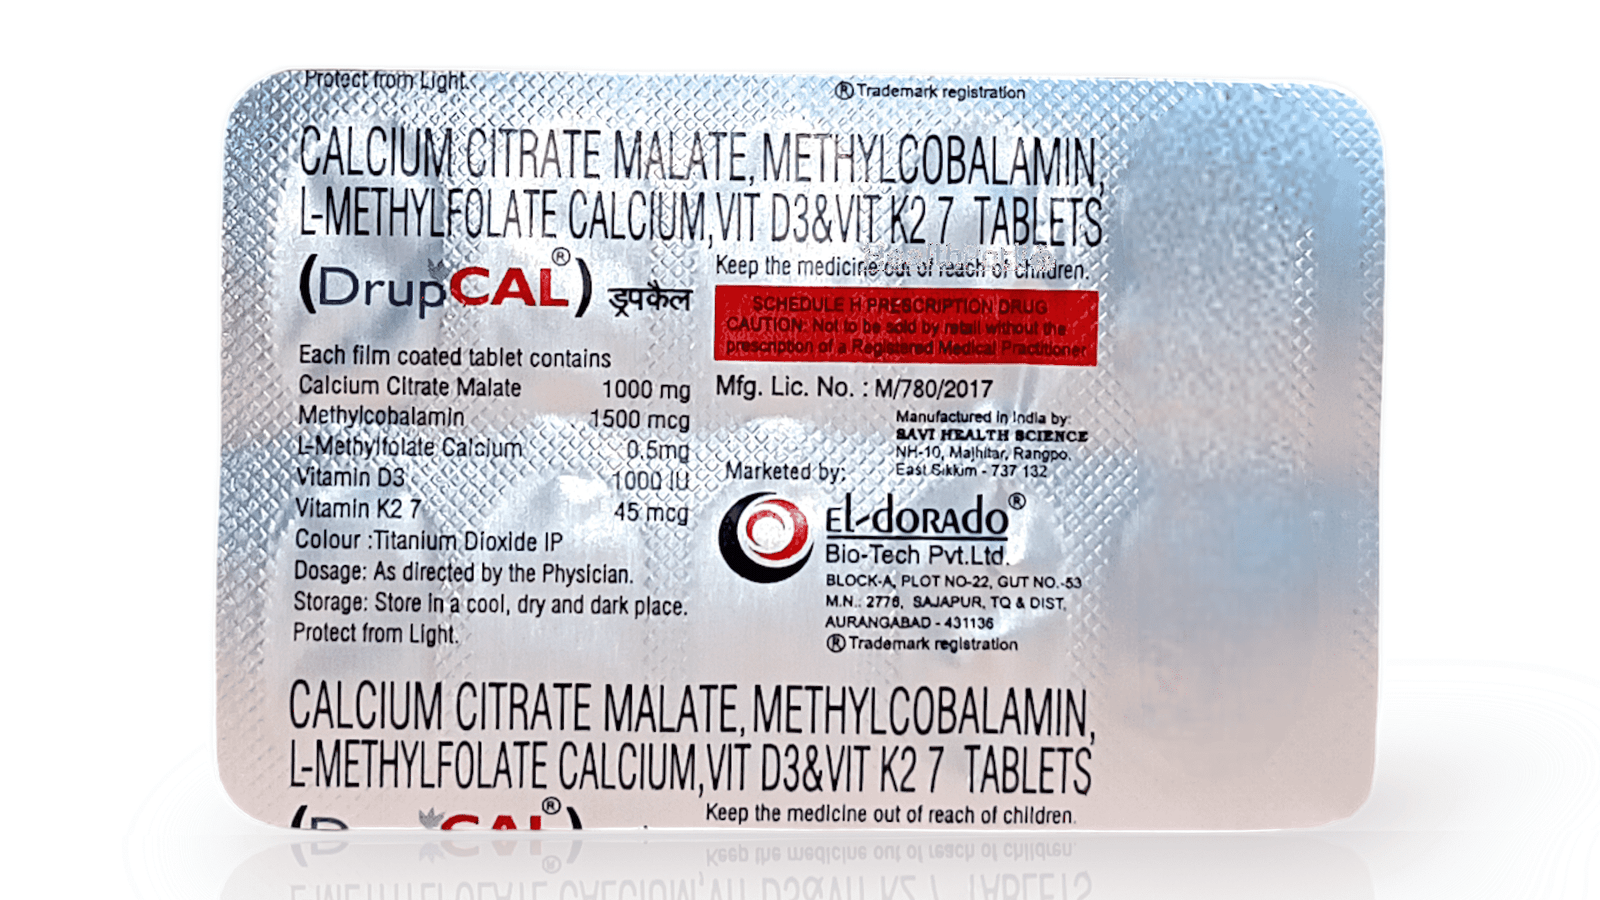 Protect from Light.
® Trademark registration
CALCIUM CITRATE MALATE, METHYLCOBALAMIN,
L-METHYLFOLATE CALCIUM, VIT D3&VIT K2 7 TABLETS
(DrupCAL®) ड्रपकैल
Each film coated tablet contains
Calcium Citrate Malate 1000 mg
Methylcobalamin 1500 mcg
L-Methylfolate Calcium 0.5mg
Vitamin D3 1000 IU
Vitamin K2 7 45 mcg
Colour :Titanium Dioxide IP
Dosage: As directed by the Physician.
Storage: Store in a cool, dry and dark place.
Protect from Light.
Keep the medicine out of reach of children.
SCHEDULE H PRESCRIPTION DRUG
CAUTION: Not to be sold by retail without the
prescription of a Registered Medical Practitioner
Mfg. Lic. No. : M/780/2017
Manufactured in India by:
SAVI HEALTH SCIENCE
NH-10, Majhitar, Rangpo,
East Sikkim - 737 132
Marketed by:
El-dorado®
Bio-Tech Pvt.Ltd.
BLOCK-A, PLOT NO-22, GUT NO.-53
M.N.: 2776, SAJAPUR, TQ & DIST.
AURANGABAD - 431136
® Trademark registration
CALCIUM CITRATE MALATE, METHYLCOBALAMIN,
L-METHYLFOLATE CALCIUM, VIT D3&VIT K2 7 TABLETS
Keep the medicine out of reach of children.